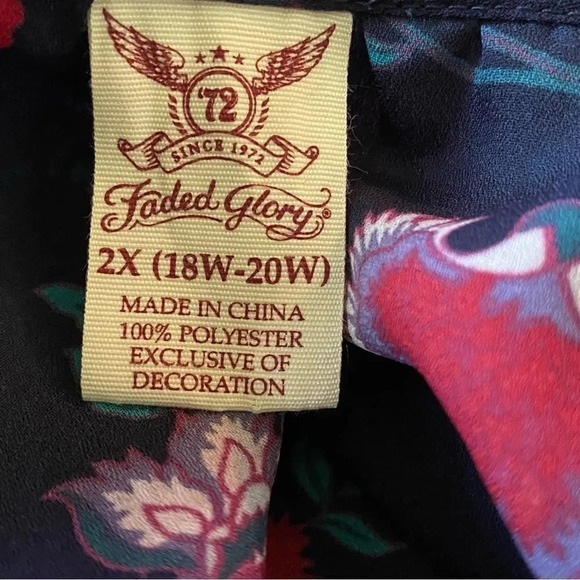 '72
SINCE 1972
Faded Glory®
2X (18W-20W)
MADE IN CHINA
100% POLYESTER
EXCLUSIVE OF
DECORATION